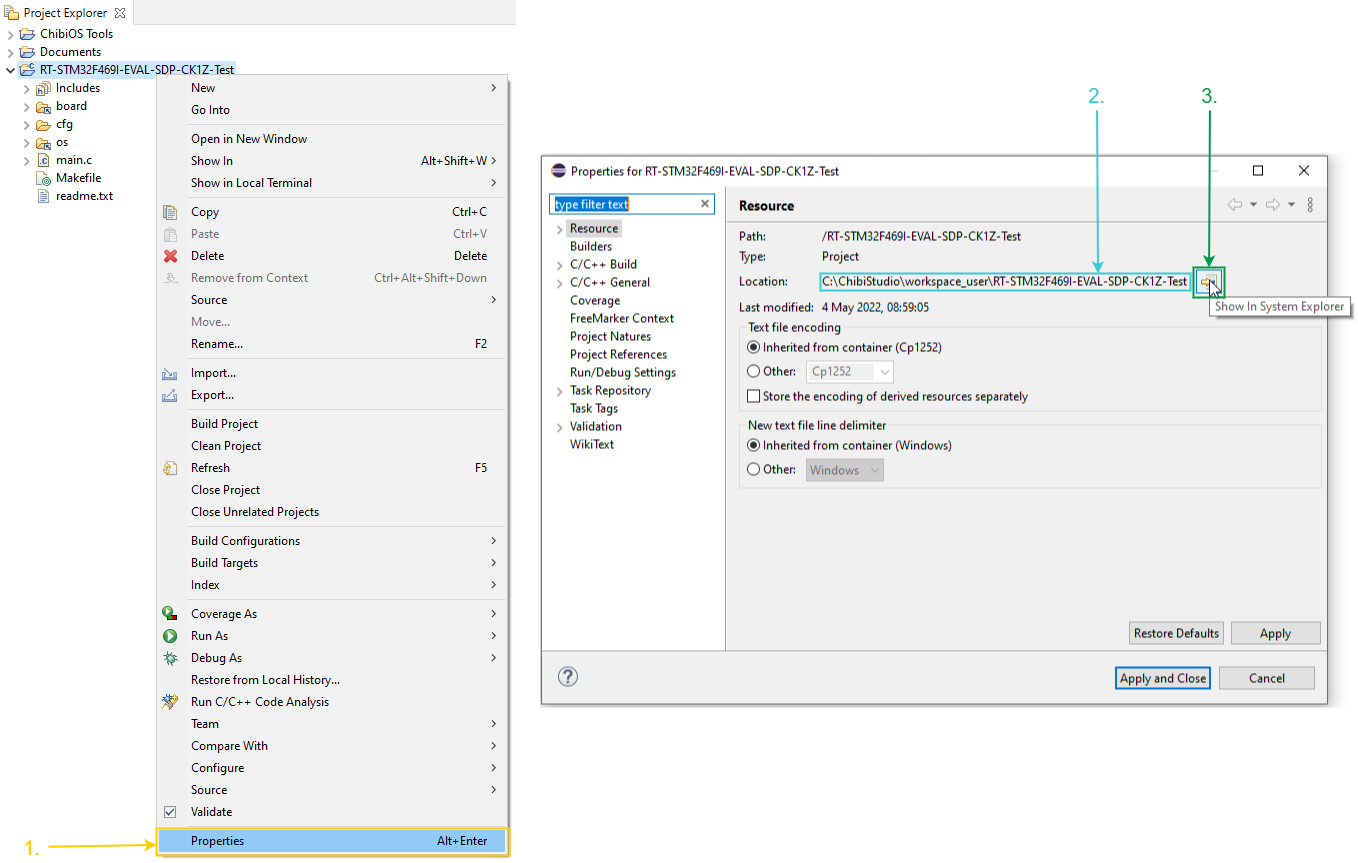 Project Explorer
ChibiOS Tools
Documents
RT-STM32F469I-EVAL-SDP-CK1Z-Test
Includes
board
cfg
os
main.c
Makefile
readme.txt
New
Go Into
Open in New Window
Show In Alt+Shift+W
Show in Local Terminal
Copy Ctrl+C
Paste Ctrl+V
Delete Delete
Remove from Context Ctrl+Alt+Shift+Down
Source
Move...
Rename... F2
Import...
Export...
Build Project
Clean Project
Refresh F5
Close Project
Close Unrelated Projects
Build Configurations
Build Targets
Index
Coverage As
Run As
Debug As
Restore from Local History...
Run C/C++ Code Analysis
Team
Compare With
Configure
Source
Validate
1. Properties Alt+Enter
2. 3.
Properties for RT-STM32F469I-EVAL-SDP-CK1Z-Test
type filter text
Resource
Builders
C/C++ Build
C/C++ General
Coverage
FreeMarker Context
Project Natures
Project References
Run/Debug Settings
Task Repository
Task Tags
Validation
WikiText
Resource
Path: /RT-STM32F469I-EVAL-SDP-CK1Z-Test
Type: Project
Location: C:\ChibiStudio\workspace_user\RT-STM32F469I-EVAL-SDP-CK1Z-Test
Show In System Explorer
Last modified: 4 May 2022, 08:59:05
Text file encoding
Inherited from container (Cp1252)
Other: Cp1252
Store the encoding of derived resources separately
New text file line delimiter
Inherited from container (Windows)
Other: Windows
Restore Defaults Apply
Apply and Close Cancel